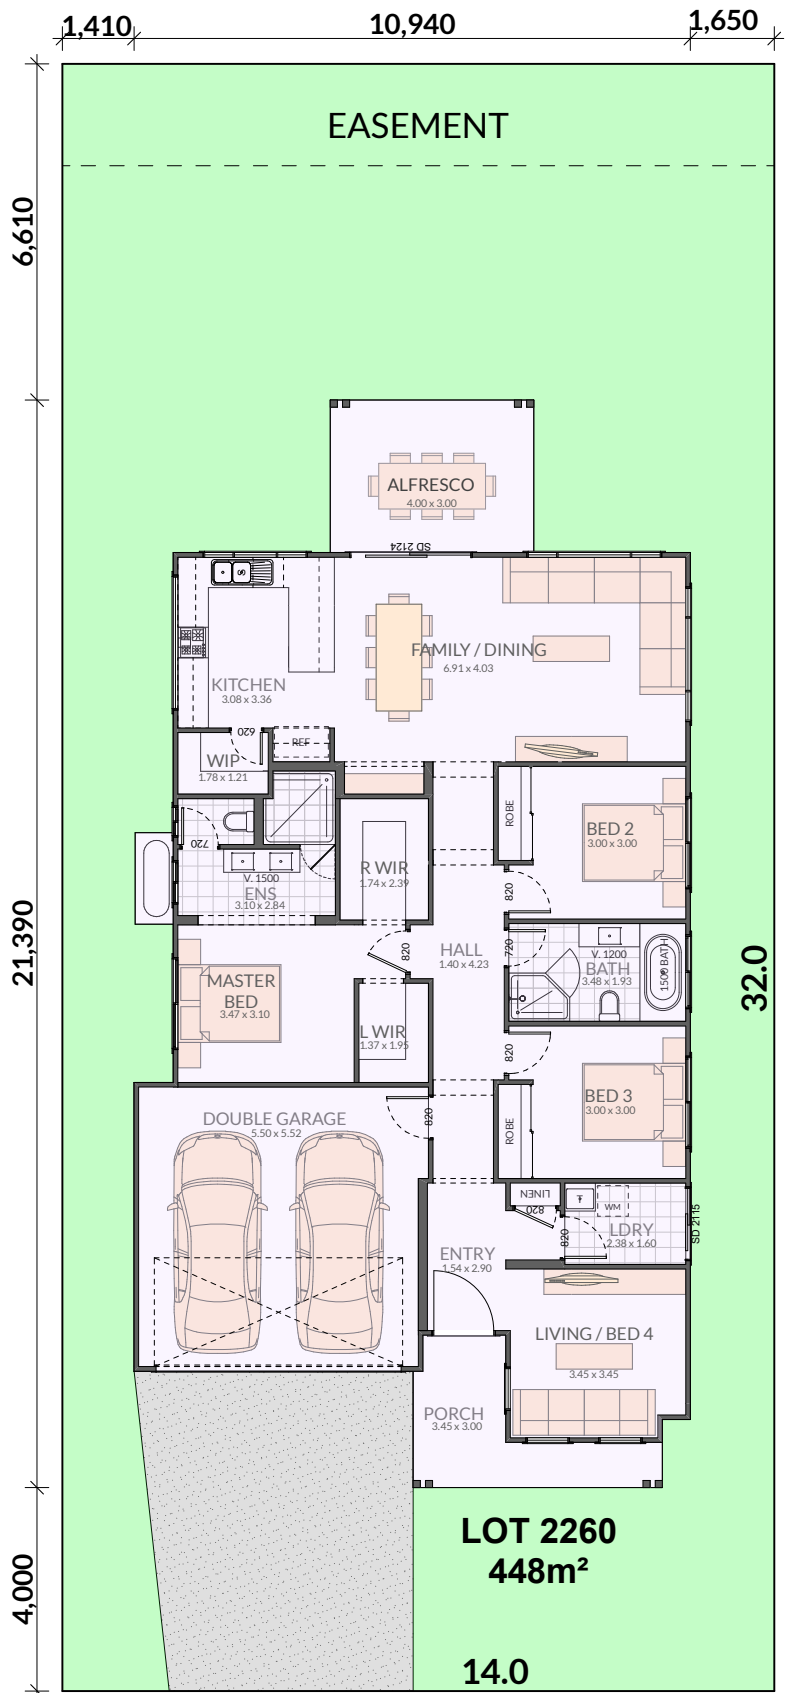 1,410
10,940
1,650
EASEMENT
6,610
ALFRESCO
4.00 x 3.00
SD 2124
FAMILY / DINING
6.91 x 4.03
KITCHEN
3.08 x 3.36
620
REF
WIP
1.78 x 1.21
ROBE
BED 2
3.00 x 3.00
720
V. 1500
ENS
3.10 x 2.84
R WIR
1.74 x 2.39
820
21,390
HALL
1.40 x 4.23
820
720
V. 1200
BATH
3.48 x 1.93
1500 BATH
32.0
MASTER
BED
3.47 x 3.10
L WIR
1.37 x 1.95
820
BED 3
3.00 x 3.00
ROBE
DOUBLE GARAGE
5.50 x 5.52
820
LINEN
820
WM
LDRY
2.38 x 1.60
820
SD 2115
ENTRY
1.54 x 2.90
LIVING / BED 4
3.45 x 3.45
PORCH
3.45 x 3.00
LOT 2260
448m²
4,000
14.0